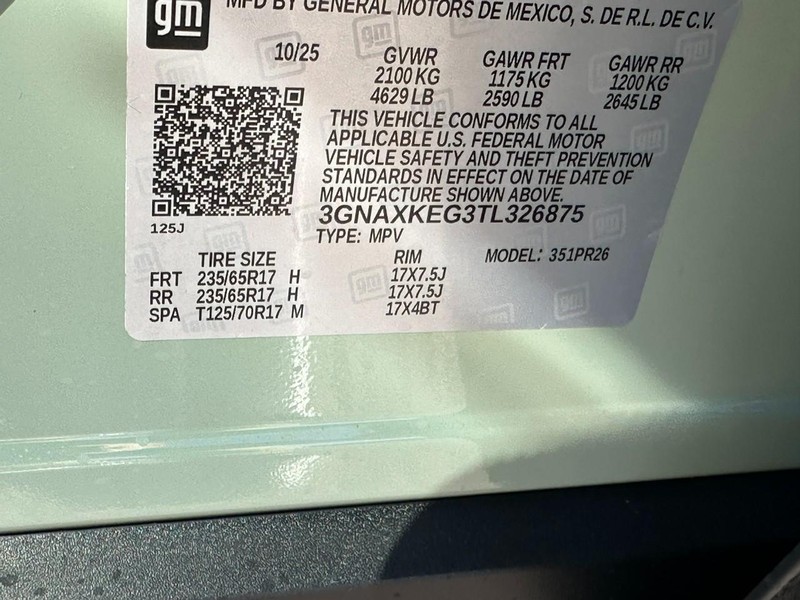 gm
MFD BY GENERAL MOTORS DE MEXICO, S. DE R.L. DE C.V.
10/25 GVWR GAWR FRT GAWR RR
2100 KG 1175 KG 1200 KG
4629 LB 2590 LB 2645 LB
THIS VEHICLE CONFORMS TO ALL
APPLICABLE U.S. FEDERAL MOTOR
VEHICLE SAFETY AND THEFT PREVENTION
STANDARDS IN EFFECT ON THE DATE OF
MANUFACTURE SHOWN ABOVE.
3GNAXKEG3TL326875
125J
TYPE: MPV
TIRE SIZE RIM MODEL: 351PR26
FRT 235/65R17 H 17X7.5J
RR 235/65R17 H 17X7.5J
SPA T125/70R17 M 17X4BT